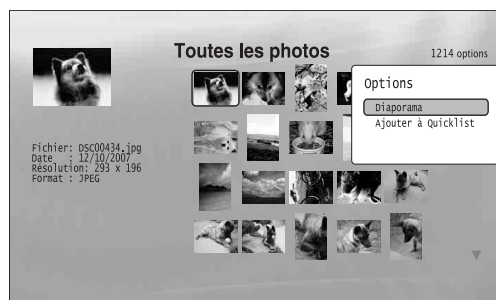 Toutes les photos
1214 options
Options
Diaporama
Ajouter à Quicklist
Fichier: DSC00434.jpg
Date : 12/10/2007
Résolution: 293 x 196
Format : JPEG